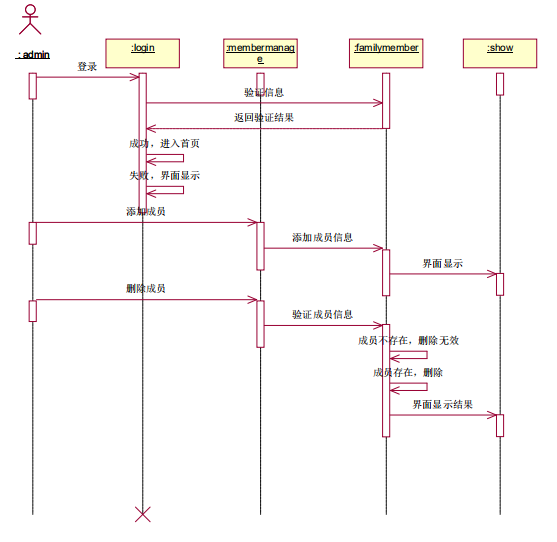 : admin
:login
:membermanag
e
:familymember
:show
登录
验证信息
返回验证结果
成功，进入首页
失败，界面显示
添加成员
添加成员信息
界面显示
删除成员
验证成员信息
成员不存在，删除无效
成员存在，删除
界面显示结果